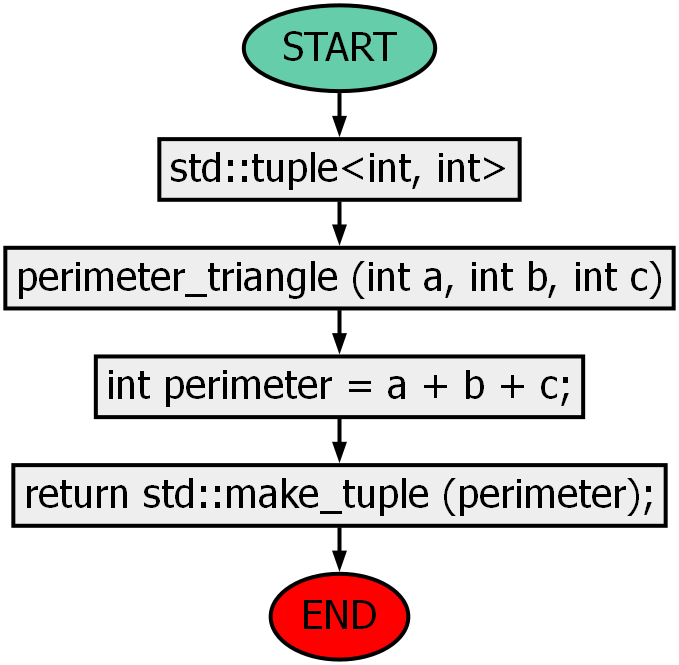 START
std::tuple<int, int>
perimeter_triangle (int a, int b, int c)
int perimeter = a + b + c;
return std::make_tuple (perimeter);
END